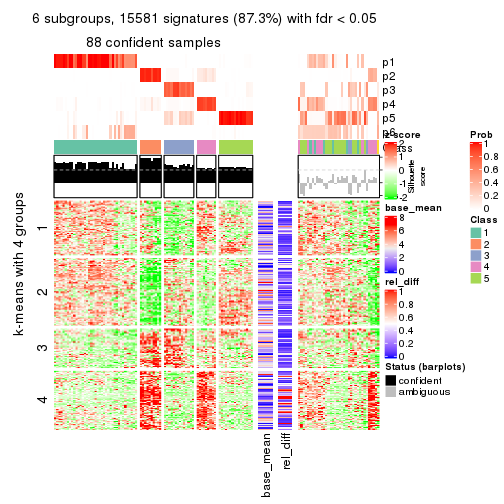 6 subgroups, 15581 signatures (87.3%) with fdr < 0.05
88 confident samples
p1
p2
p3
p4
p5
p6
Class
Silhouette
score
z-score
2
1
0
-1
-2
base_mean
8
6
4
2
0
rel_diff
1
0.8
0.6
0.4
0.2
0
Status (barplots)
confident
ambiguous
Prob
1
0.8
0.6
0.4
0.2
0
Class
1
2
3
4
5
k-means with 4 groups
1
2
3
4
base_mean
rel_diff